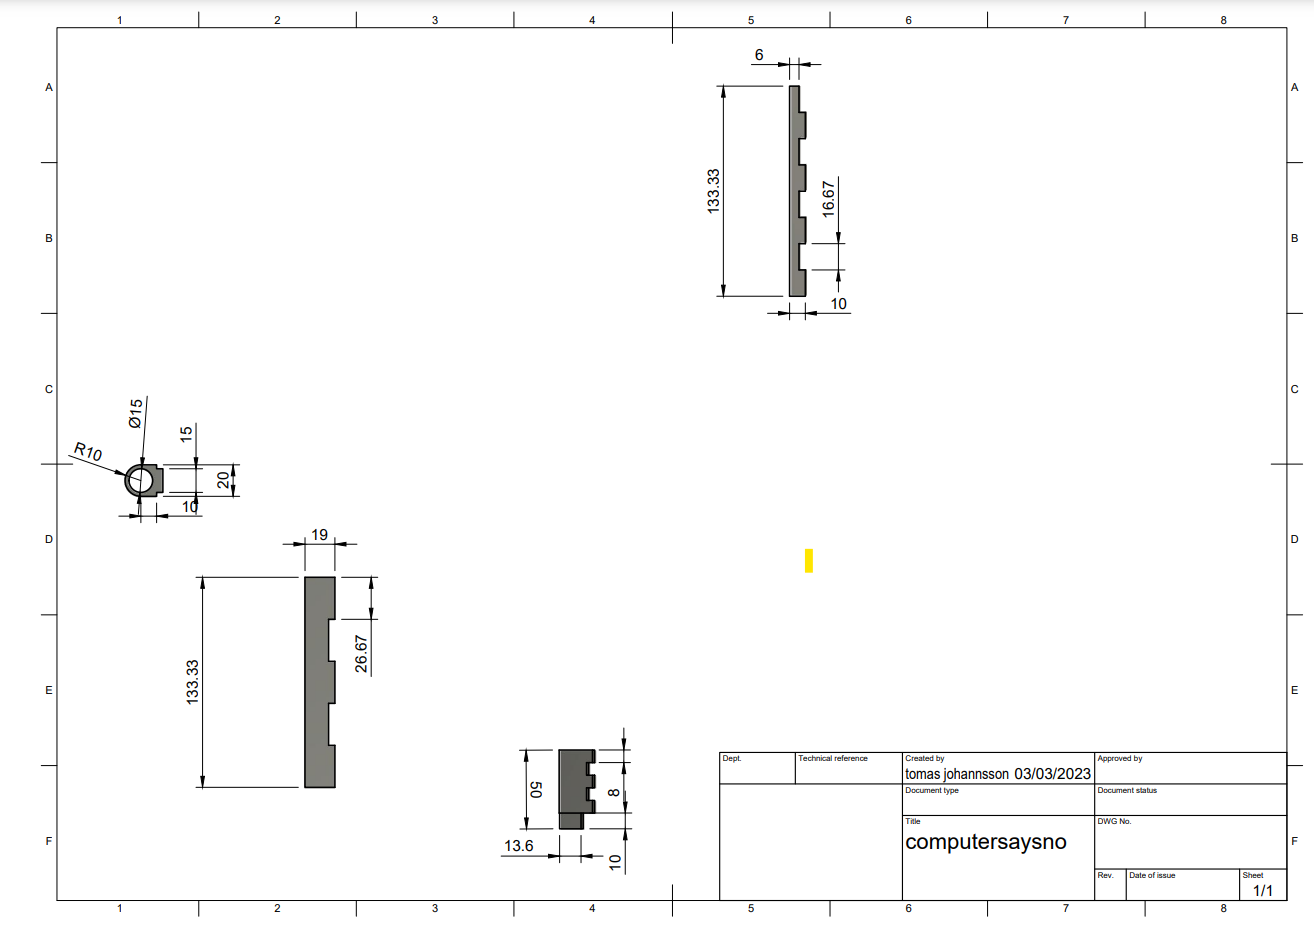 1 2 3 4 5 6 7 8
A A
6
133.33
16.67
B B
10
C C
Ø15
15
R10
20
10
D D
19
133.33
26.67
E E
50
8
13.6
10
F F
Dept. Technical reference Created by Approved by
tomas johannsson 03/03/2023
Document type Document status
Title DWG No.
computersaysno
Rev. Date of issue Sheet
1/1
1 2 3 4 5 6 7 8